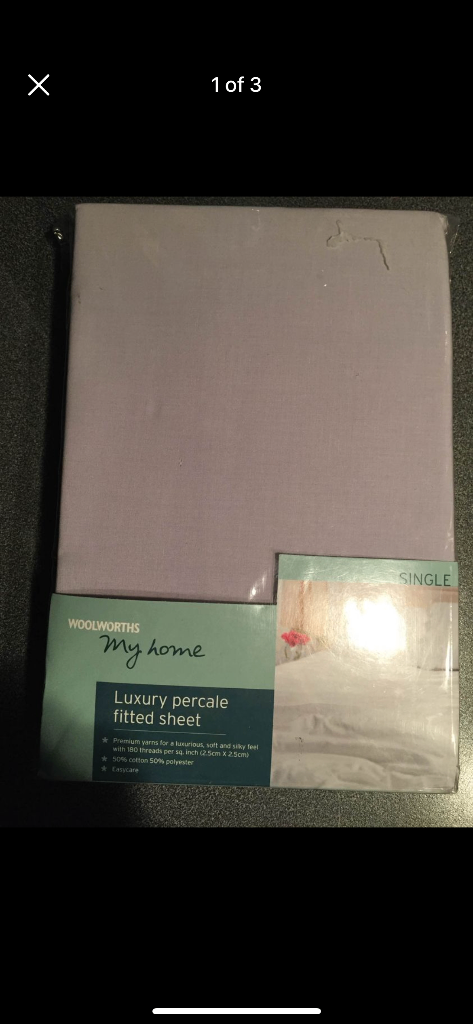 1 of 3
SINGLE
WOOLWORTHS
My home
Luxury percale
fitted sheet
Premium yarns for a luxurious, soft and silky feel
with 180 threads per sq. inch (2.5cm X 2.5cm)
50% cotton 50% polyester
Easycare